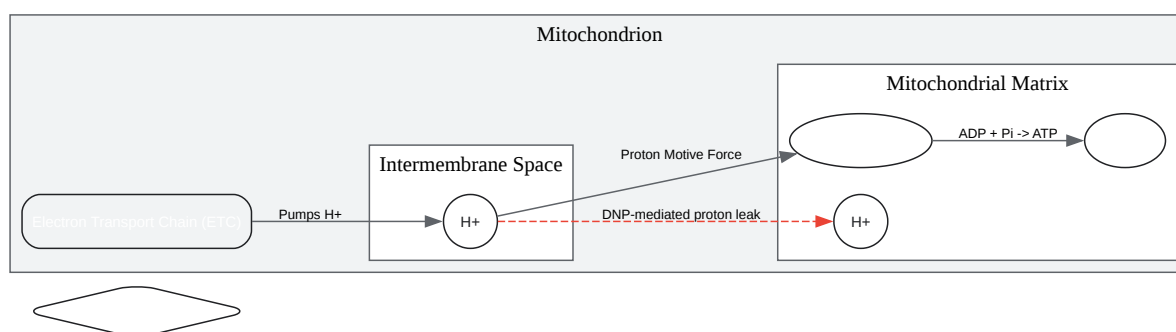 Mitochondrion
Mitochondrial Matrix
ADP + Pi -> ATP
Proton Motive Force
Intermembrane Space
Electron Transport Chain (ETC)
Pumps H+
H+
DNP-mediated proton leak
H+